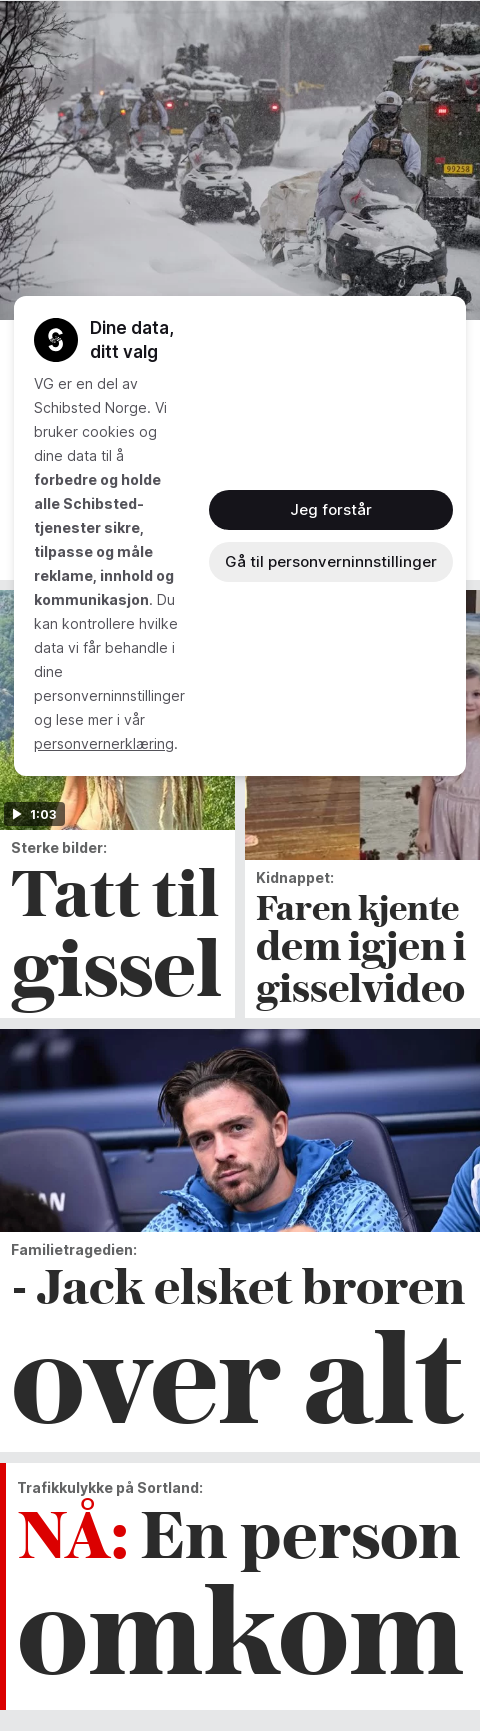 99258
Dine data,
ditt valg
VG er en del av
Schibsted Norge. Vi
bruker cookies og
dine data til å
forbedre og holde
alle Schibsted-
tjenester sikre,
tilpasse og måle
reklame, innhold og
kommunikasjon. Du
kan kontrollere hvilke
data vi får behandle i
dine
personverninnstillinger
og lese mer i vår
personvernerklæring.
Jeg forstår
Gå til personverninnstillinger
1:03
Sterke bilder:
Tatt til
gissel
Kidnappet:
Faren kjente
dem igjen i
gisselvideo
Familietragedien:
- Jack elsket broren
over alt
Trafikkulykke på Sortland:
NÅ: En person
omkom